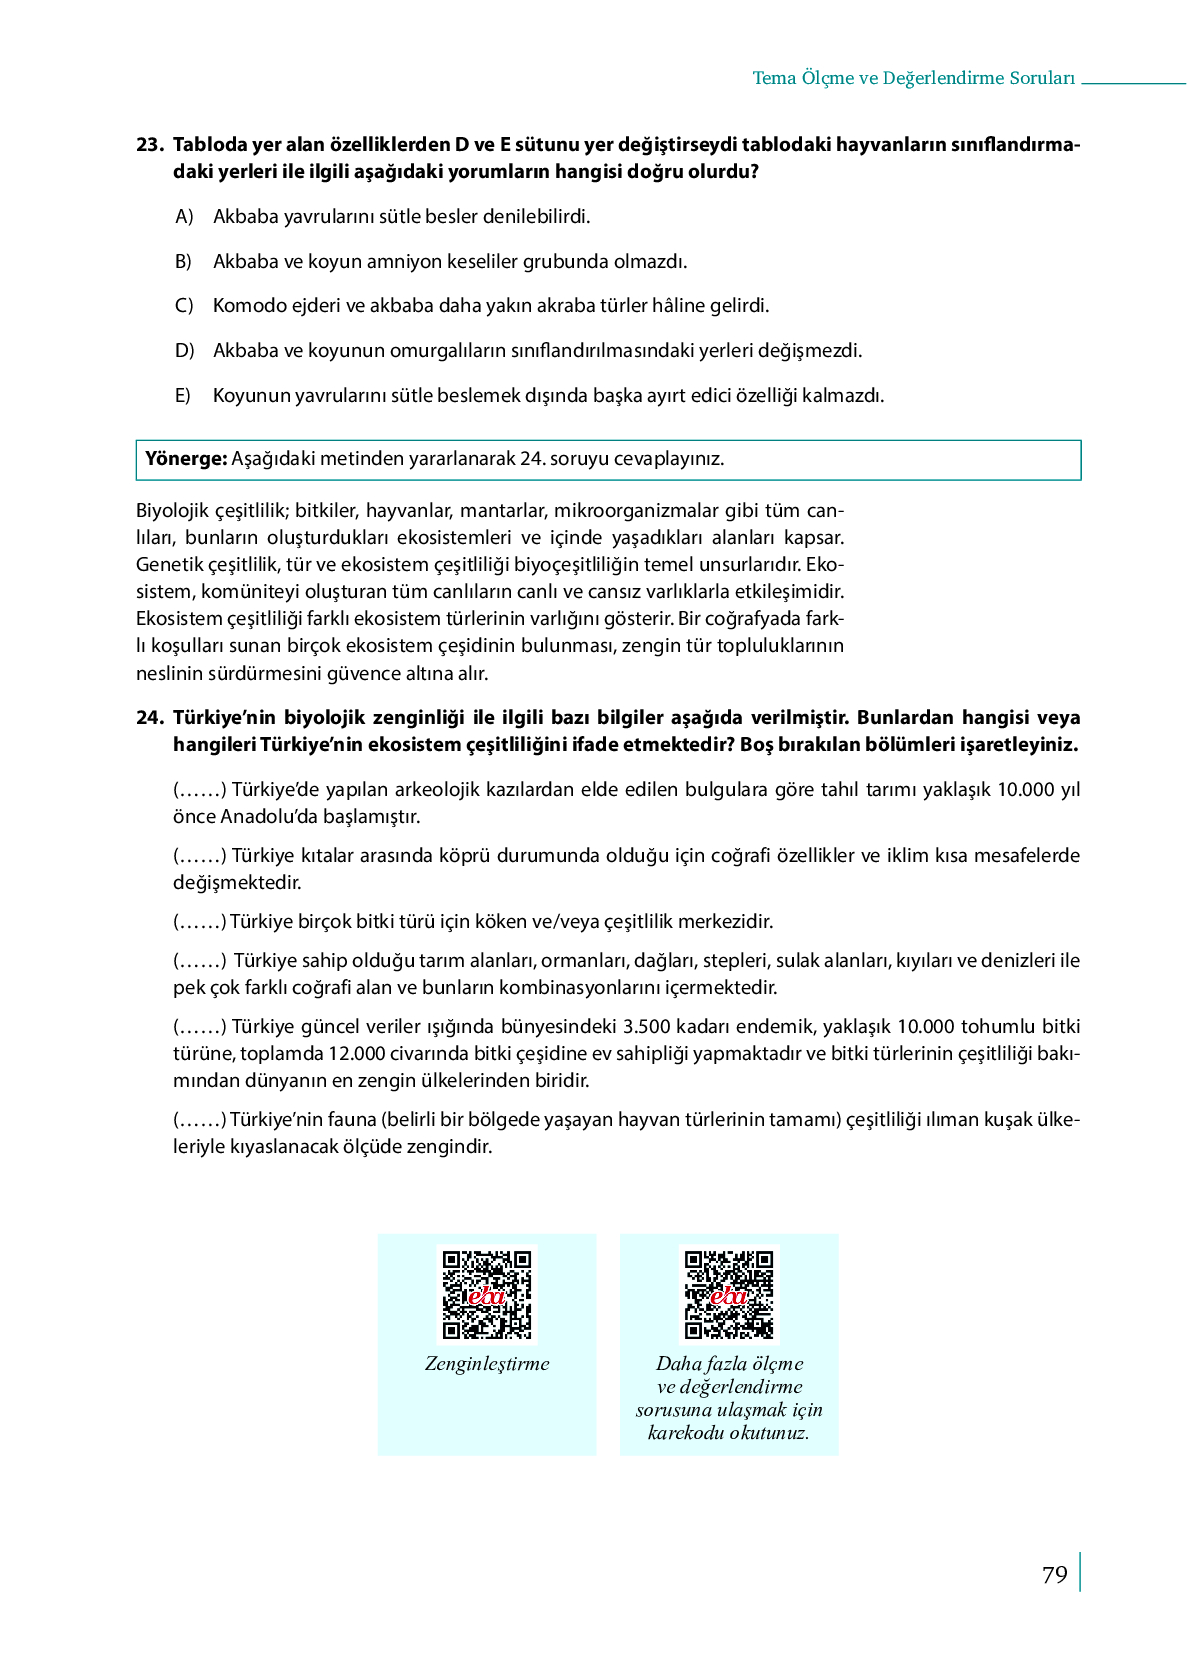 Tema Ölçme ve Değerlendirme Soruları
23. Tabloda yer alan özelliklerden D ve E sütunu yer değiştirseydi tablodaki hayvanların sınıflandırma-
daki yerleri ile ilgili aşağıdaki yorumların hangisi doğru olurdu?
A) Akbaba yavrularını sütle besler denilebilirdi.
B) Akbaba ve koyun amniyon keseliler grubunda olmazdı.
C) Komodo ejderi ve akbaba daha yakın akraba türler hâline gelirdi.
D) Akbaba ve koyunun omurgalıların sınıflandırılmasındaki yerleri değişmezdi.
E) Koyunun yavrularını sütle beslemek dışında başka ayırt edici özelliği kalmazdı.
Yönerge: Aşağıdaki metinden yararlanarak 24. soruyu cevaplayınız.
Biyolojik çeşitlilik; bitkiler, hayvanlar, mantarlar, mikroorganizmalar gibi tüm can-
lıları, bunların oluşturdukları ekosistemleri ve içinde yaşadıkları alanları kapsar.
Genetik çeşitlilik, tür ve ekosistem çeşitliliği biyoçeşitliliğin temel unsurlarıdır. Eko-
sistem, komüniteyi oluşturan tüm canlıların canlı ve cansız varlıklarla etkileşimidir.
Ekosistem çeşitliliği farklı ekosistem türlerinin varlığını gösterir. Bir coğrafyada fark-
lı koşulları sunan birçok ekosistem çeşidinin bulunması, zengin tür topluluklarının
neslinin sürdürmesini güvence altına alır.
24. Türkiye’nin biyolojik zenginliği ile ilgili bazı bilgiler aşağıda verilmiştir. Bunlardan hangisi veya
hangileri Türkiye’nin ekosistem çeşitliliğini ifade etmektedir? Boş bırakılan bölümleri işaretleyiniz.
(……) Türkiye’de yapılan arkeolojik kazılardan elde edilen bulgulara göre tahıl tarımı yaklaşık 10.000 yıl
önce Anadolu’da başlamıştır.
(……) Türkiye kıtalar arasında köprü durumunda olduğu için coğrafi özellikler ve iklim kısa mesafelerde
değişmektedir.
(……) Türkiye birçok bitki türü için köken ve/veya çeşitlilik merkezidir.
(……) Türkiye sahip olduğu tarım alanları, ormanları, dağları, stepleri, sulak alanları, kıyıları ve denizleri ile
pek çok farklı coğrafi alan ve bunların kombinasyonlarını içermektedir.
(……) Türkiye güncel veriler ışığında bünyesindeki 3.500 kadarı endemik, yaklaşık 10.000 tohumlu bitki
türüne, toplamda 12.000 civarında bitki çeşidine ev sahipliği yapmaktadır ve bitki türlerinin çeşitliliği bakı-
mından dünyanın en zengin ülkelerinden biridir.
(……) Türkiye’nin fauna (belirli bir bölgede yaşayan hayvan türlerinin tamamı) çeşitliliği ılıman kuşak ülke-
leriyle kıyaslanacak ölçüde zengindir.
eba
Zenginleştirme
eba
Daha fazla ölçme
ve değerlendirme
sorusuna ulaşmak için
karekodu okutunuz.
79